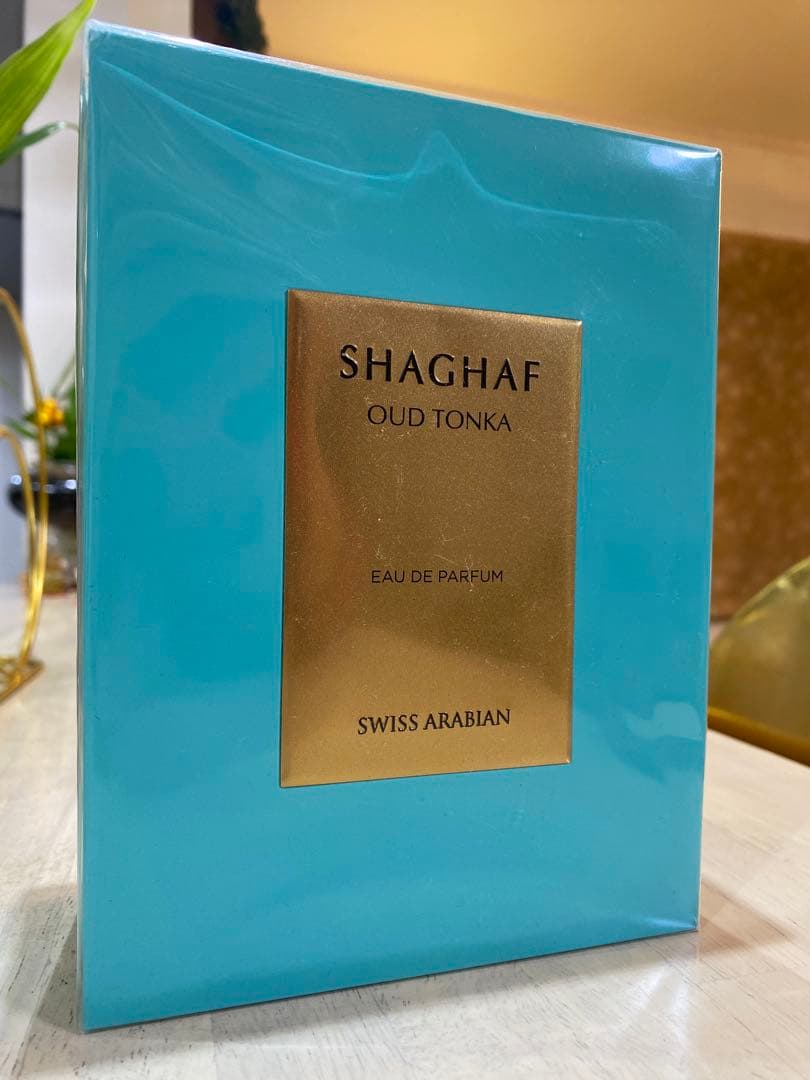 SHAGHAF
OUD TONKA
EAU DE PARFUM
SWISS ARABIAN